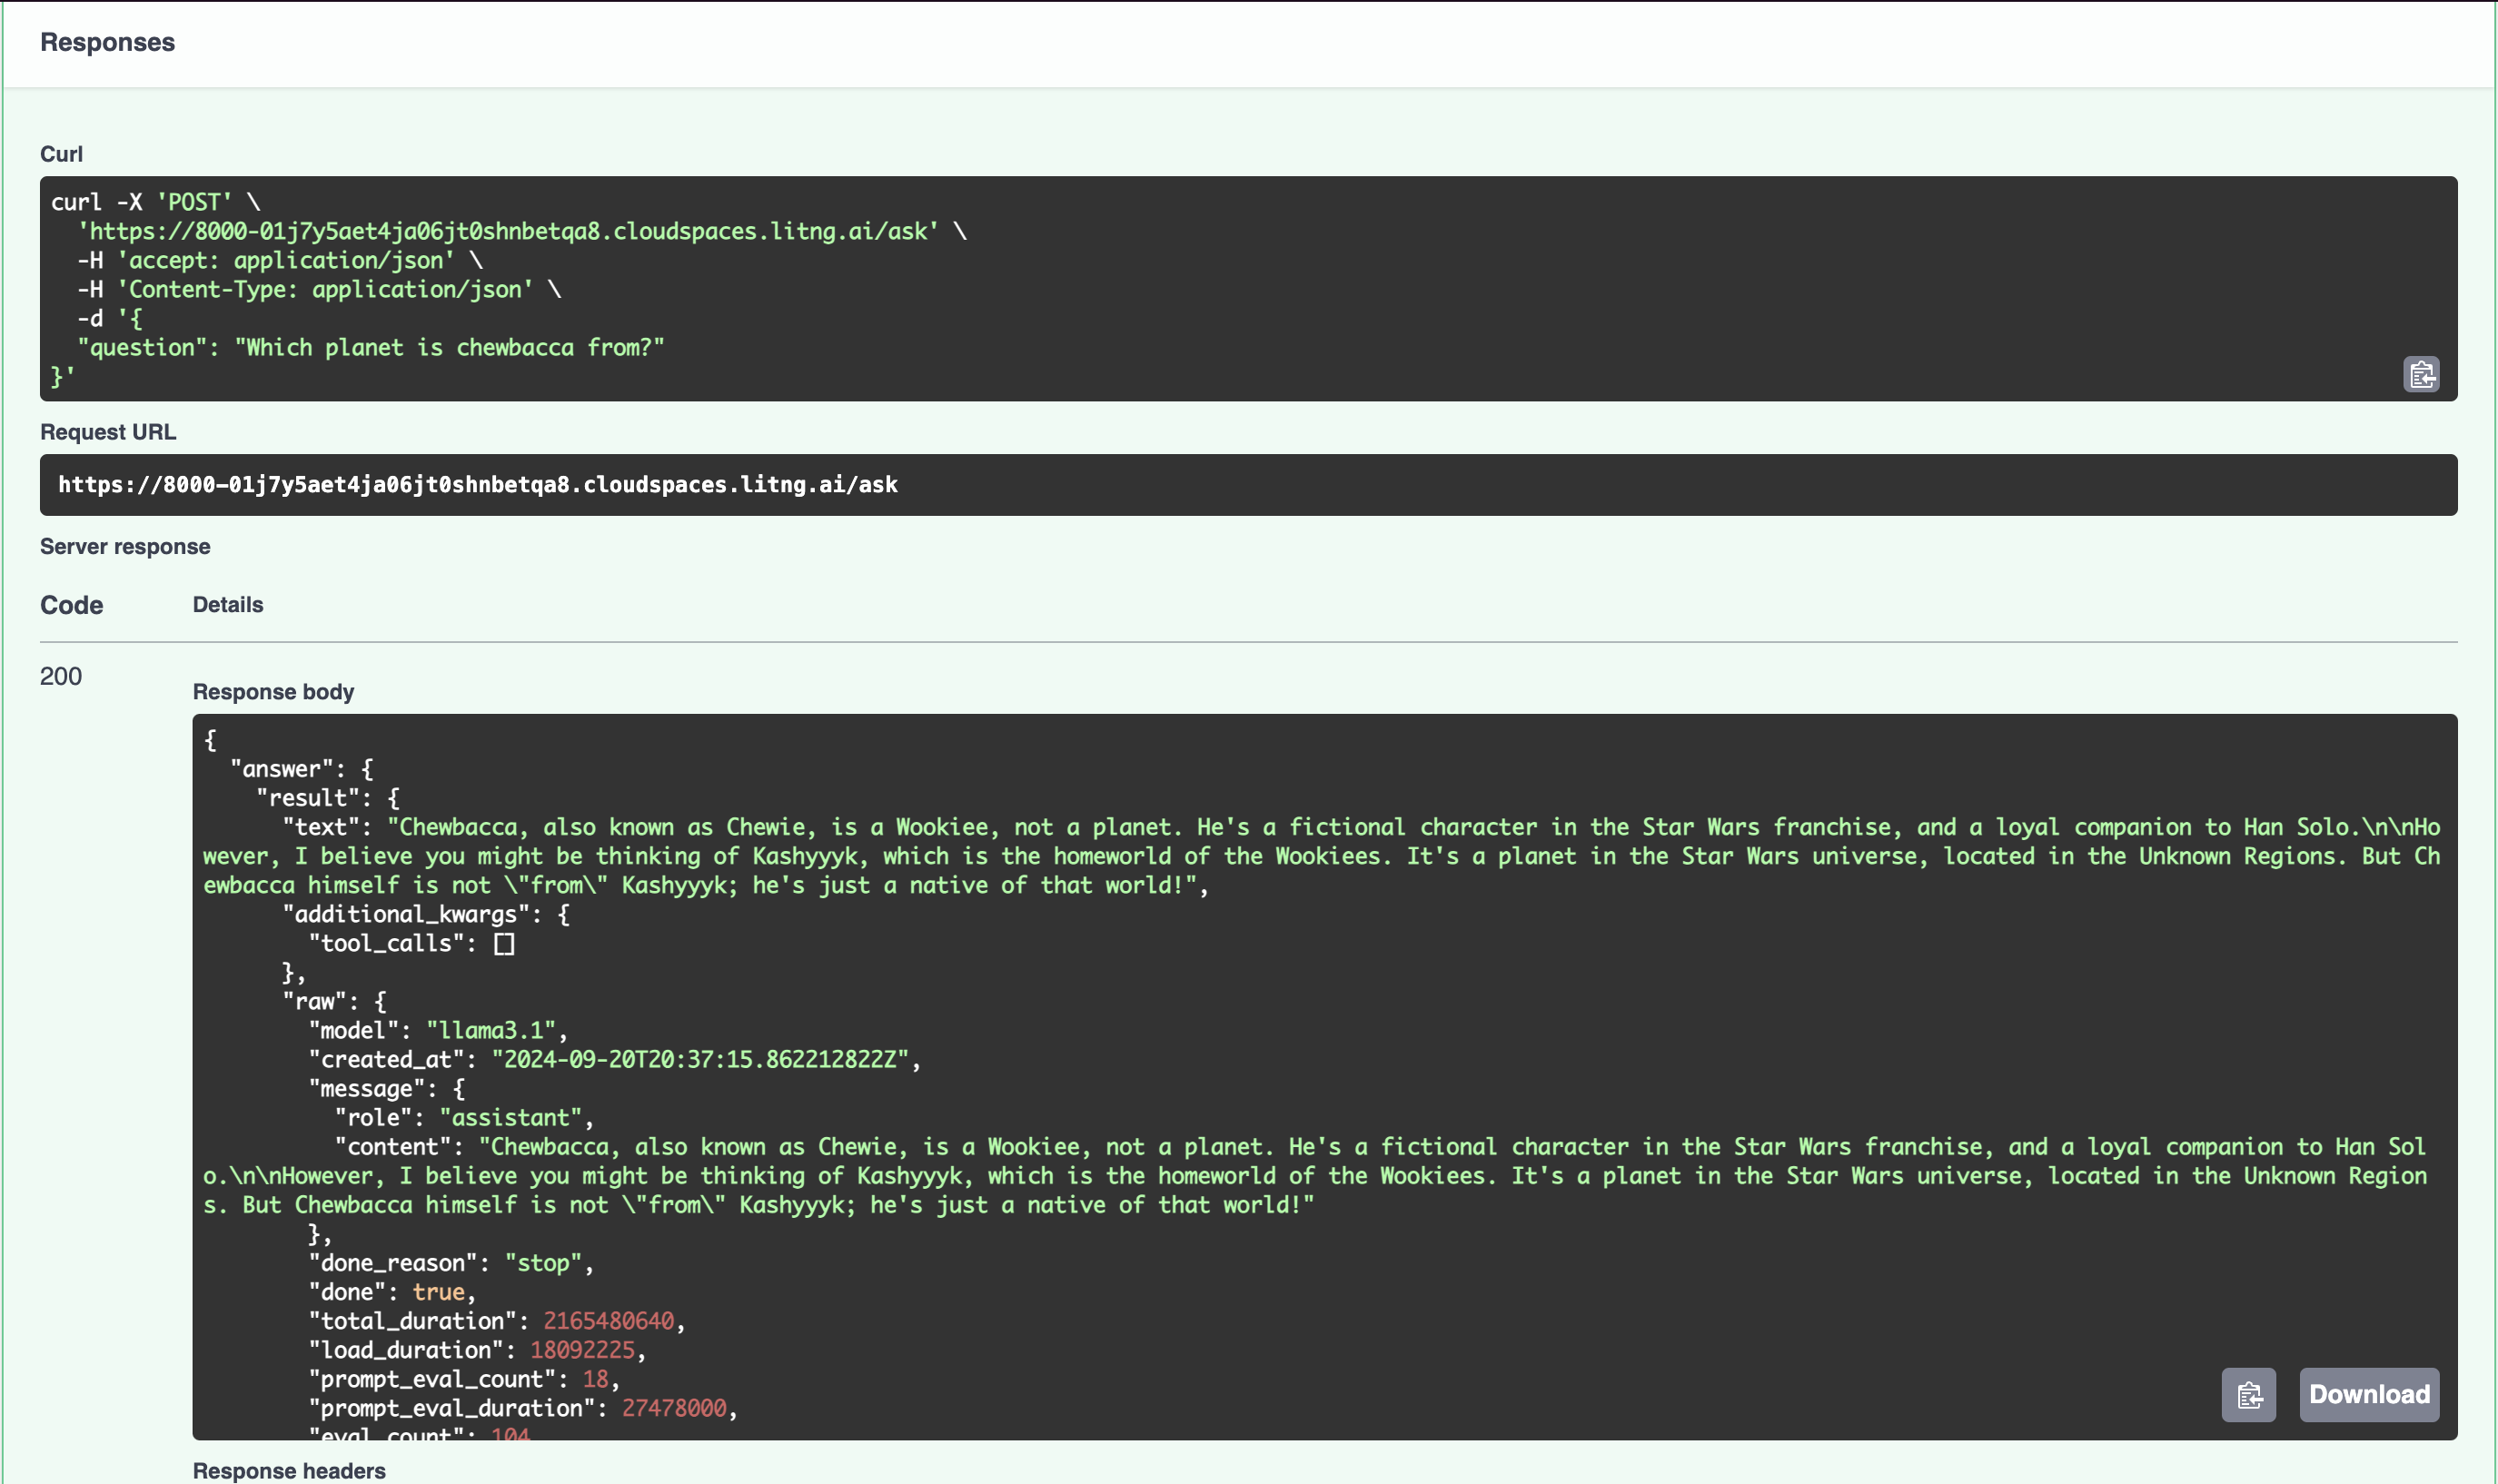 Responses
Curl
curl -X 'POST' \
  'https://8000-01j7y5aet4ja06jt0shnbetqa8.cloudspaces.litng.ai/ask' \
  -H 'accept: application/json' \
  -H 'Content-Type: application/json' \
  -d '{
  "question": "Which planet is chewbacca from?"
}'
Request URL
https://8000-01j7y5aet4ja06jt0shnbetqa8.cloudspaces.litng.ai/ask
Server response
Code Details
200
Response body
{
  "answer": {
    "result": {
      "text": "Chewbacca, also known as Chewie, is a Wookiee, not a planet. He's a fictional character in the Star Wars franchise, and a loyal companion to Han Solo.\n\nHo
wever, I believe you might be thinking of Kashyyyk, which is the homeworld of the Wookiees. It's a planet in the Star Wars universe, located in the Unknown Regions. But Ch
ewbacca himself is not \"from\" Kashyyyk; he's just a native of that world!",
      "additional_kwargs": {
        "tool_calls": []
      },
      "raw": {
        "model": "llama3.1",
        "created_at": "2024-09-20T20:37:15.862212822Z",
        "message": {
          "role": "assistant",
          "content": "Chewbacca, also known as Chewie, is a Wookiee, not a planet. He's a fictional character in the Star Wars franchise, and a loyal companion to Han Sol
o.\n\nHowever, I believe you might be thinking of Kashyyyk, which is the homeworld of the Wookiees. It's a planet in the Star Wars universe, located in the Unknown Region
s. But Chewbacca himself is not \"from\" Kashyyyk; he's just a native of that world!"
        },
        "done_reason": "stop",
        "done": true,
        "total_duration": 2165480640,
        "load_duration": 18092225,
        "prompt_eval_count": 18,
        "prompt_eval_duration": 27478000,
        "eval_count": 104
Download
Response headers